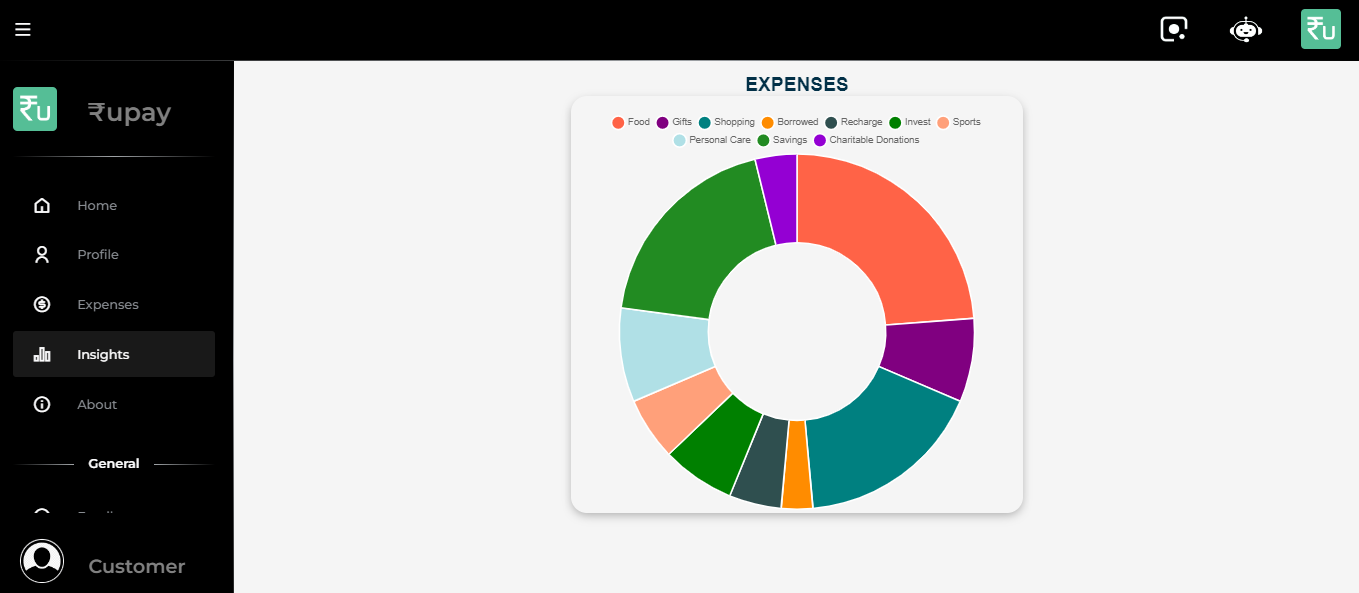 ₹u
EXPENSES
₹u
₹upay
Food Gifts Shopping Borrowed Recharge Invest Sports
Personal Care Savings Charitable Donations
Home
Profile
Expenses
Insights
About
General
Customer